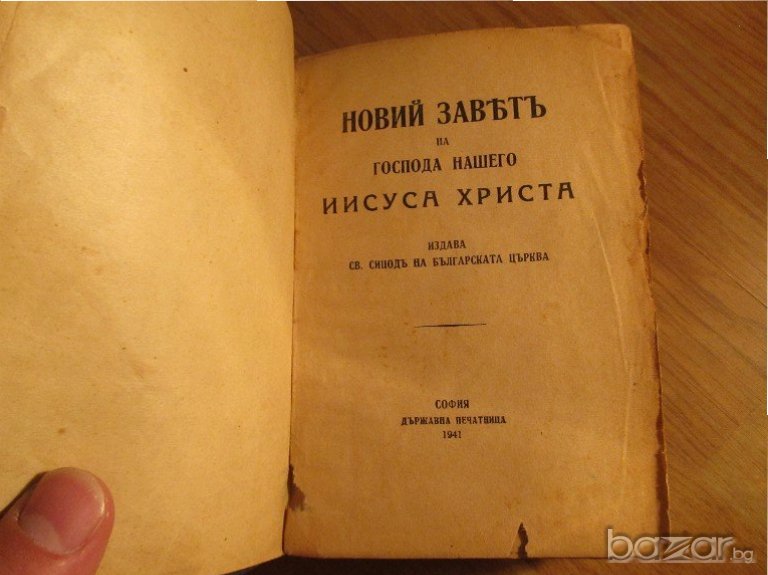 НОВИЙ ЗАВѢТЪ
НА
ГОСПОДА НАШЕГО
ИИСУСА ХРИСТА
ИЗДАВА
СВ. СИНОДЪ НА БЪЛГАРСКАТА ЦЪРКВА
СОФИЯ
ДЪРЖАВНА ПЕЧАТНИЦА
1941
bazar.bg